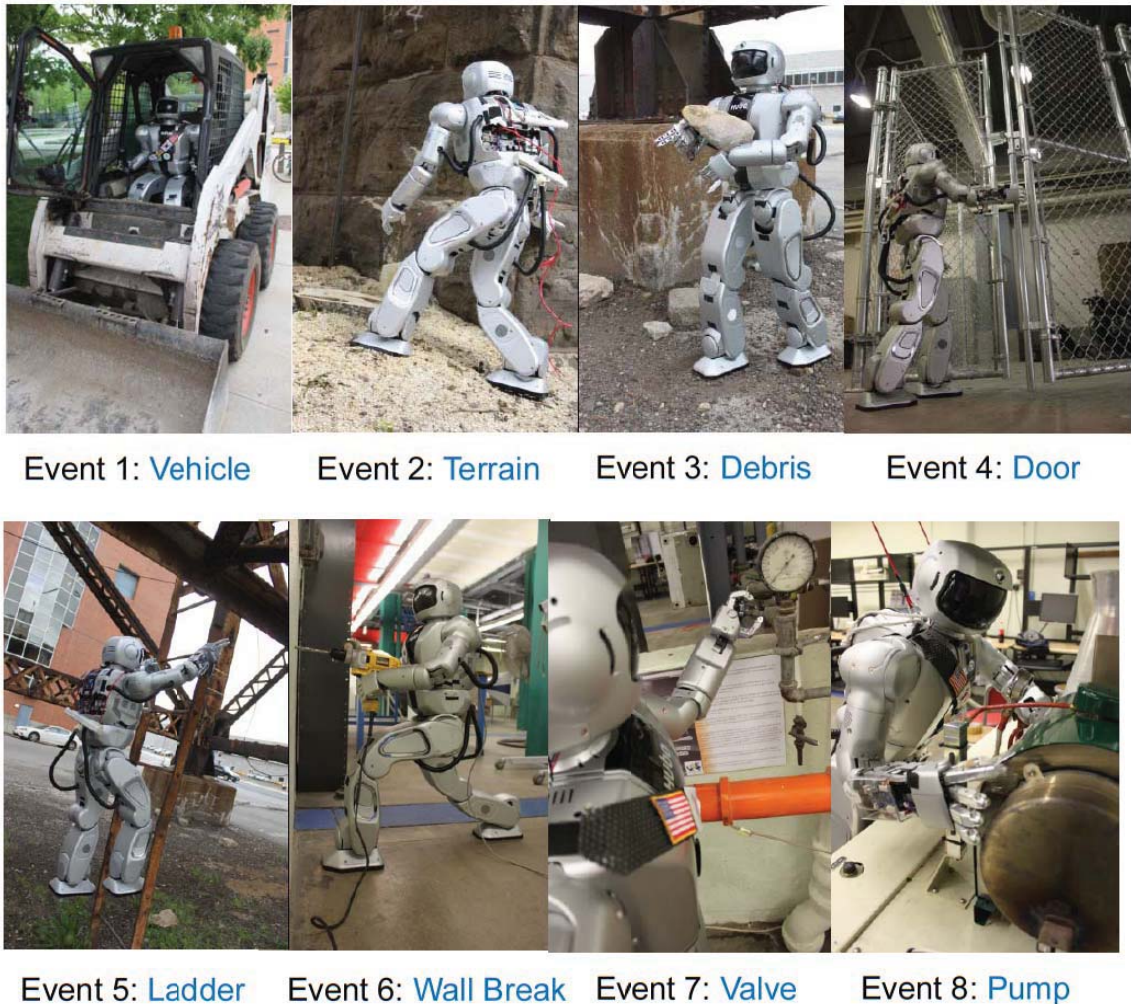 Event 1: Vehicle
Event 2: Terrain
Event 3: Debris
Event 4: Door
Event 5: Ladder
Event 6: Wall Break
Event 7: Valve
Event 8: Pump